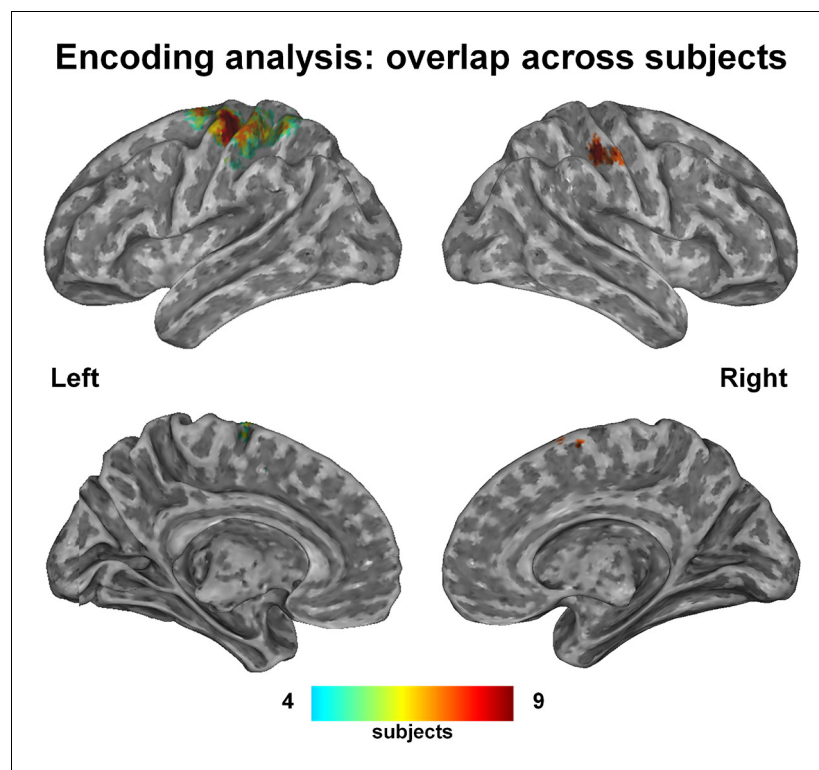 Encoding analysis: overlap across subjects
Left
Right
4
9
subjects